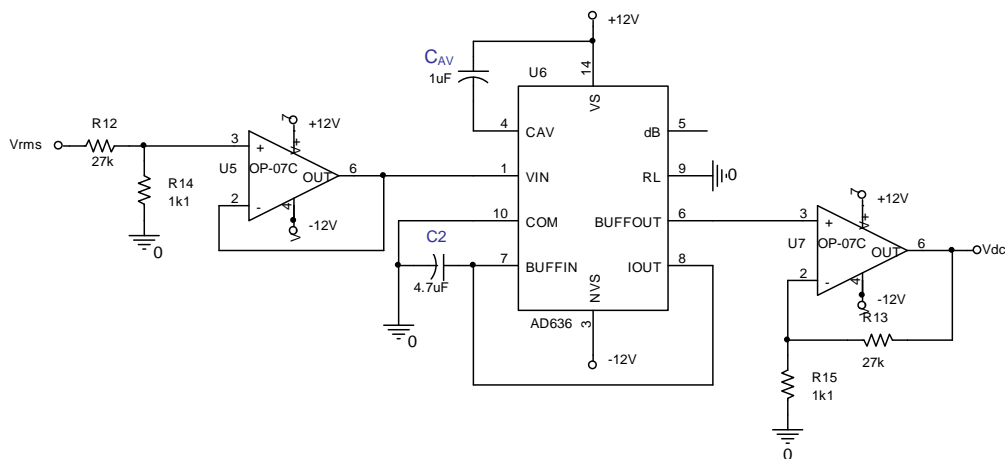 +12V
CAV
1uF
U6
14
VS
4
CAV
dB
5
R12
Vrms
27k
7
+12V
V+
3
+
U5
OP-07C
OUT
6
1
VIN
RL
9
0
R14
1k1
2
-
4
V-
-12V
10
COM
BUFFOUT
6
3
+
7
+12V
V+
U7
OP-07C
OUT
6
Vdc
0
C2
4.7uF
7
BUFFIN
IOUT
8
2
-
4
-12V
NVS
AD636
3
R13
27k
0
-12V
R15
1k1
0